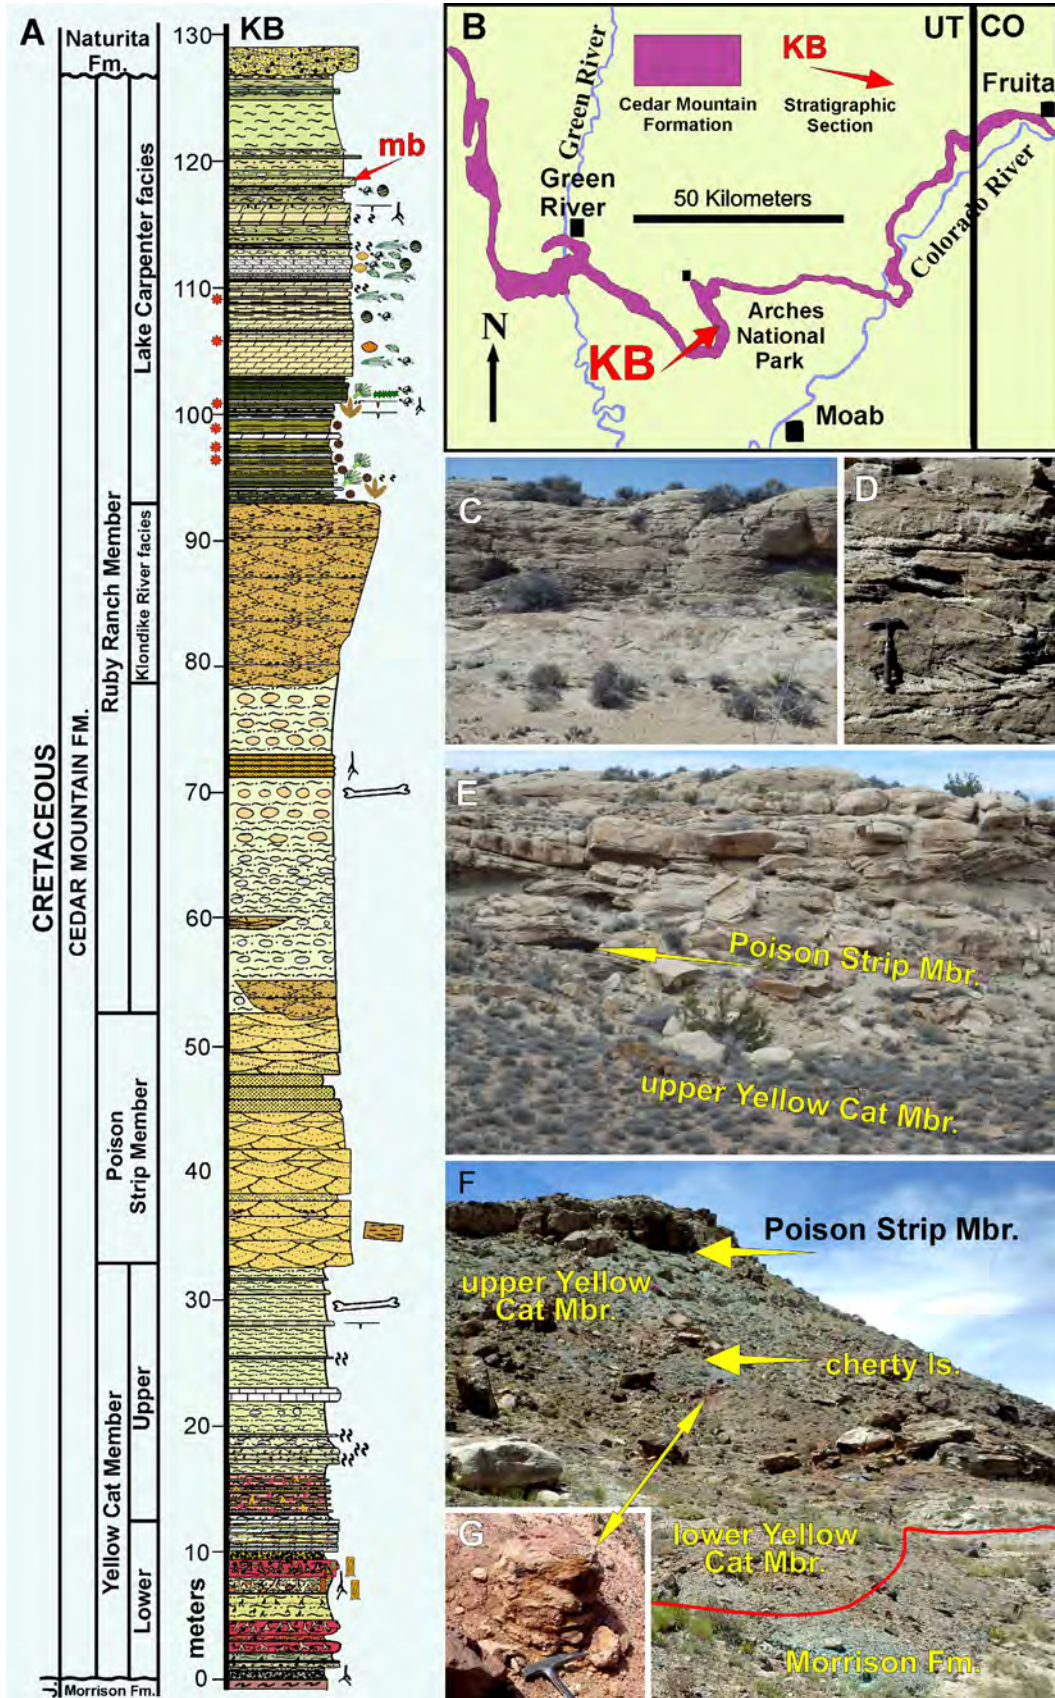 A
KB
Naturita
Fm.
130
120
110
100
90
80
70
60
50
40
30
20
10
0
meters
mb
CRETACEOUS
J.
CEDAR MOUNTAIN FM.
Ruby Ranch Member
Lake Carpenter facies
Klondike River facies
Poison
Strip Member
Yellow Cat Member
Upper
Lower
Morrison Fm.
B
UT
CO
KB
Cedar Mountain
Formation
Stratigraphic
Section
Fruita
Green River
Green
River
50 Kilometers
Colorado River
N
KB
Arches
National
Park
Moab
C
D
E
Poison Strip Mbr.
upper Yellow Cat Mbr.
F
Poison Strip Mbr.
upper Yellow
Cat Mbr.
cherty ls.
G
lower Yellow
Cat Mbr.
Morrison Fm.